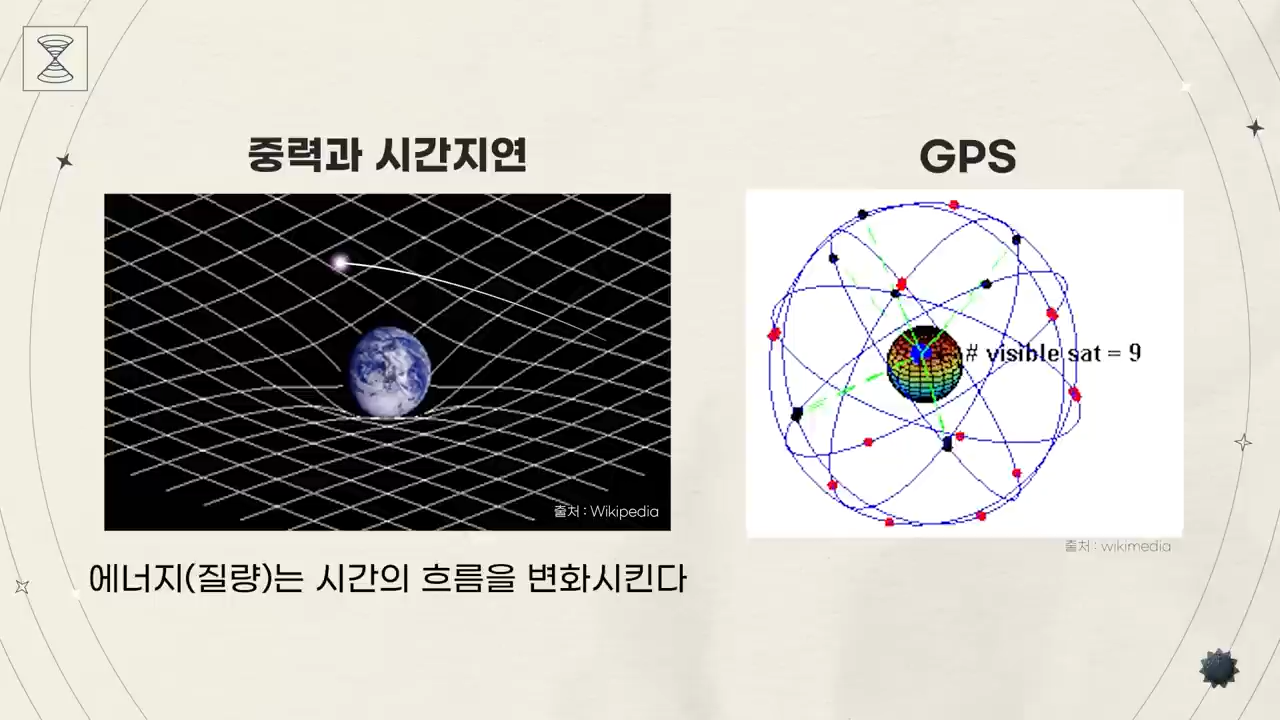 중력과 시간지연
GPS
# visible sat = 9
출처 : Wikipedia
출처 : wikimedia
에너지(질량)는 시간의 흐름을 변화시킨다